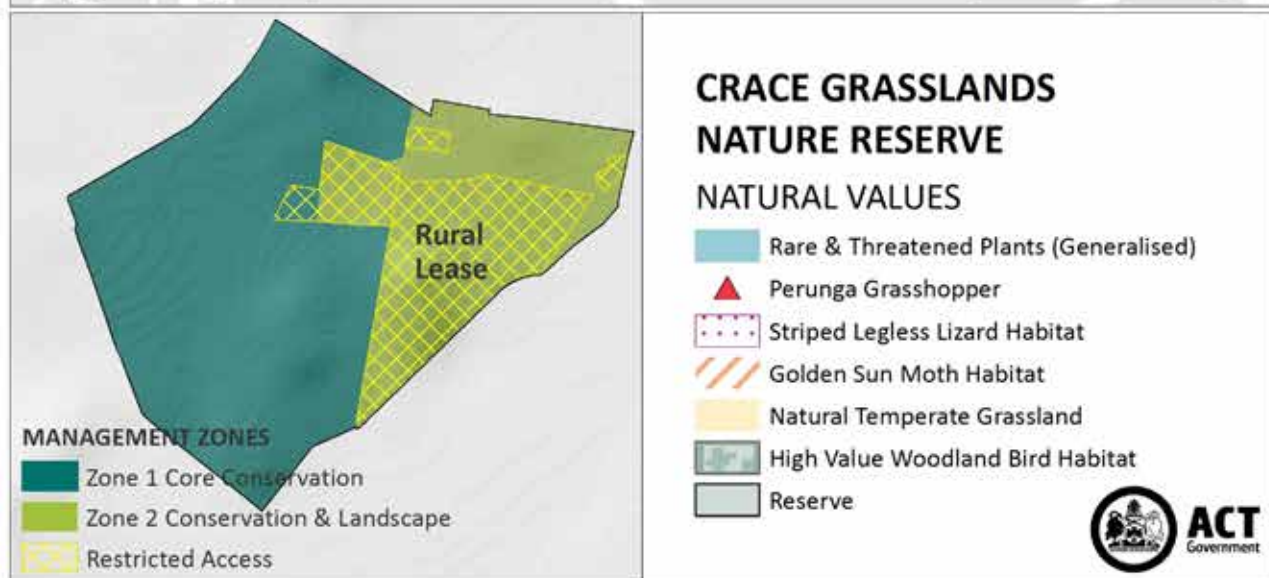 Rural
Lease
MANAGEMENT ZONES
Zone 1 Core Conservation
Zone 2 Conservation & Landscape
Restricted Access
CRACE GRASSLANDS
NATURE RESERVE
NATURAL VALUES
Rare & Threatened Plants (Generalised)
Perunga Grasshopper
Striped Legless Lizard Habitat
Golden Sun Moth Habitat
Natural Temperate Grassland
High Value Woodland Bird Habitat
Reserve
ACT
Government